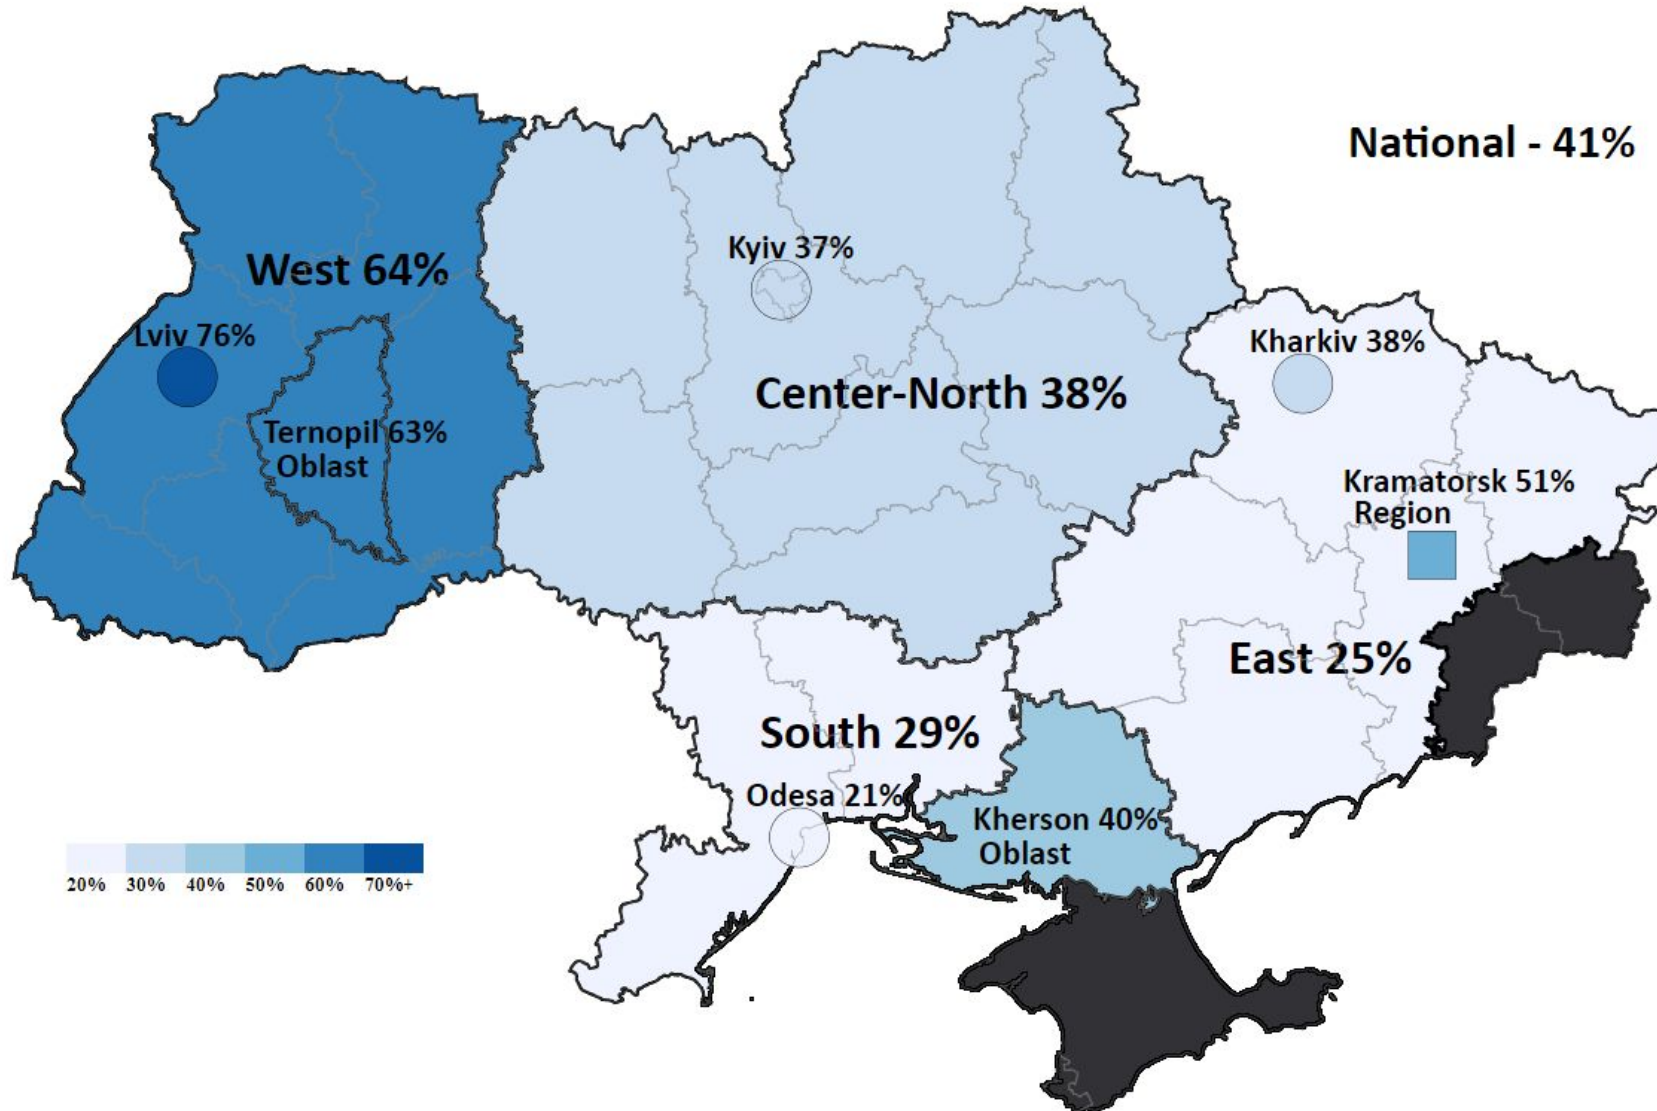 National - 41%
Kyiv 37%
West 64%
Lviv 76%
Kharkiv 38%
Center-North 38%
Ternopil 63%
Oblast
Kramatorsk 51%
Region
East 25%
South 29%
Odesa 21%
Kherson 40%
Oblast
20% 30% 40% 50% 60% 70%+